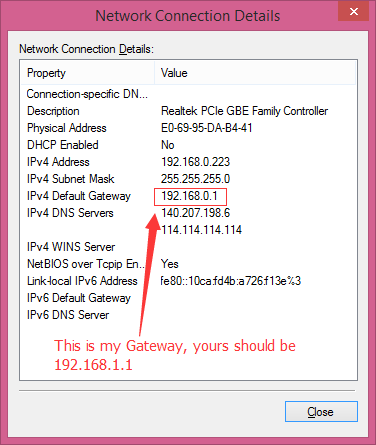 Network Connection Details
Network Connection Details:
Property Value
Connection-specific DN...
Description Realtek PCIe GBE Family Controller
Physical Address E0-69-95-DA-B4-41
DHCP Enabled No
IPv4 Address 192.168.0.223
IPv4 Subnet Mask 255.255.255.0
IPv4 Default Gateway 192.168.0.1
IPv4 DNS Servers 140.207.198.6
114.114.114.114
IPv4 WINS Server
NetBIOS over Tcpip En... Yes
Link-local IPv6 Address fe80::10ca:fd4b:a726:f13e%3
IPv6 Default Gateway
IPv6 DNS Server
This is my Gateway, yours should be
192.168.1.1
Close